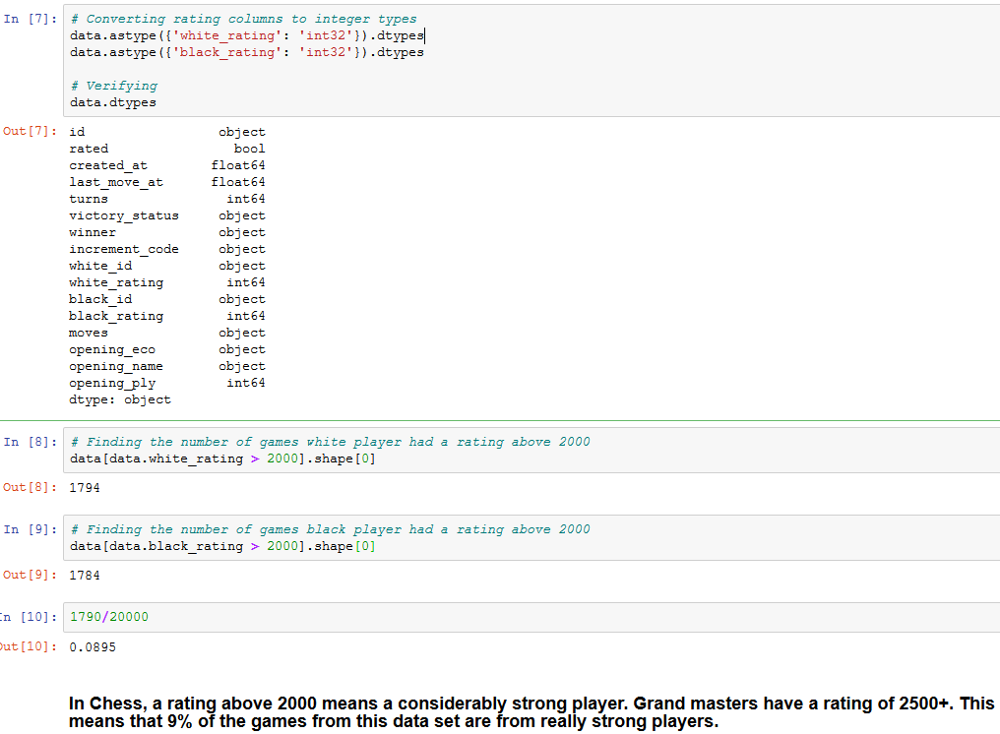 In [7]: # Converting rating columns to integer types
data.astype({'white_rating': 'int32'}).dtypes
data.astype({'black_rating': 'int32'}).dtypes
# Verifying
data.dtypes
Out[7]: id object
rated bool
created_at float64
last_move_at float64
turns int64
victory_status object
winner object
increment_code object
white_id object
white_rating int64
black_id object
black_rating int64
moves object
opening_eco object
opening_name object
opening_ply int64
dtype: object
In [8]: # Finding the number of games white player had a rating above 2000
data[data.white_rating > 2000].shape[0]
Out[8]: 1794
In [9]: # Finding the number of games black player had a rating above 2000
data[data.black_rating > 2000].shape[0]
Out[9]: 1784
In [10]: 1790/20000
Out[10]: 0.0895
In Chess, a rating above 2000 means a considerably strong player. Grand masters have a rating of 2500+. This
means that 9% of the games from this data set are from really strong players.